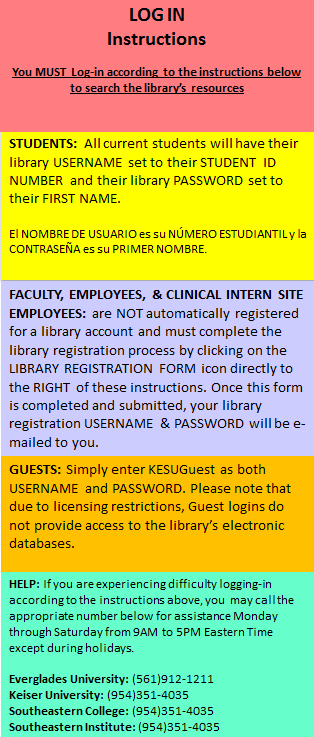 LOG IN
Instructions
You MUST Log-in according to the instructions below
to search the library's resources
STUDENTS: All current students will have their
library USERNAME set to their STUDENT ID
NUMBER and their library PASSWORD set to
their FIRST NAME.
El NOMBRE DE USUARIO es su NÚMERO ESTUDIANTIL y la
CONTRASEÑA es su PRIMER NOMBRE.
FACULTY, EMPLOYEES, & CLINICAL INTERN SITE
EMPLOYEES: are NOT automatically registered
for a library account and must complete the
library registration process by clicking on the
LIBRARY REGISTRATION FORM icon directly to
the RIGHT of these instructions. Once this form
is completed and submitted, your library
registration USERNAME & PASSWORD will be e-
mailed to you.
GUESTS: Simply enter KESUGuest as both
USERNAME and PASSWORD. Please note that
due to licensing restrictions, Guest logins do
not provide access to the library's electronic
databases.
HELP: If you are experiencing difficulty logging-in
according to the instructions above, you may call the
appropriate number below for assistance Monday
through Saturday from 9AM to 5PM Eastern Time
except during holidays.
Everglades University: (561)912-1211
Keiser University: (954)351-4035
Southeastern College: (954)351-4035
Southeastern Institute: (954)351-4035